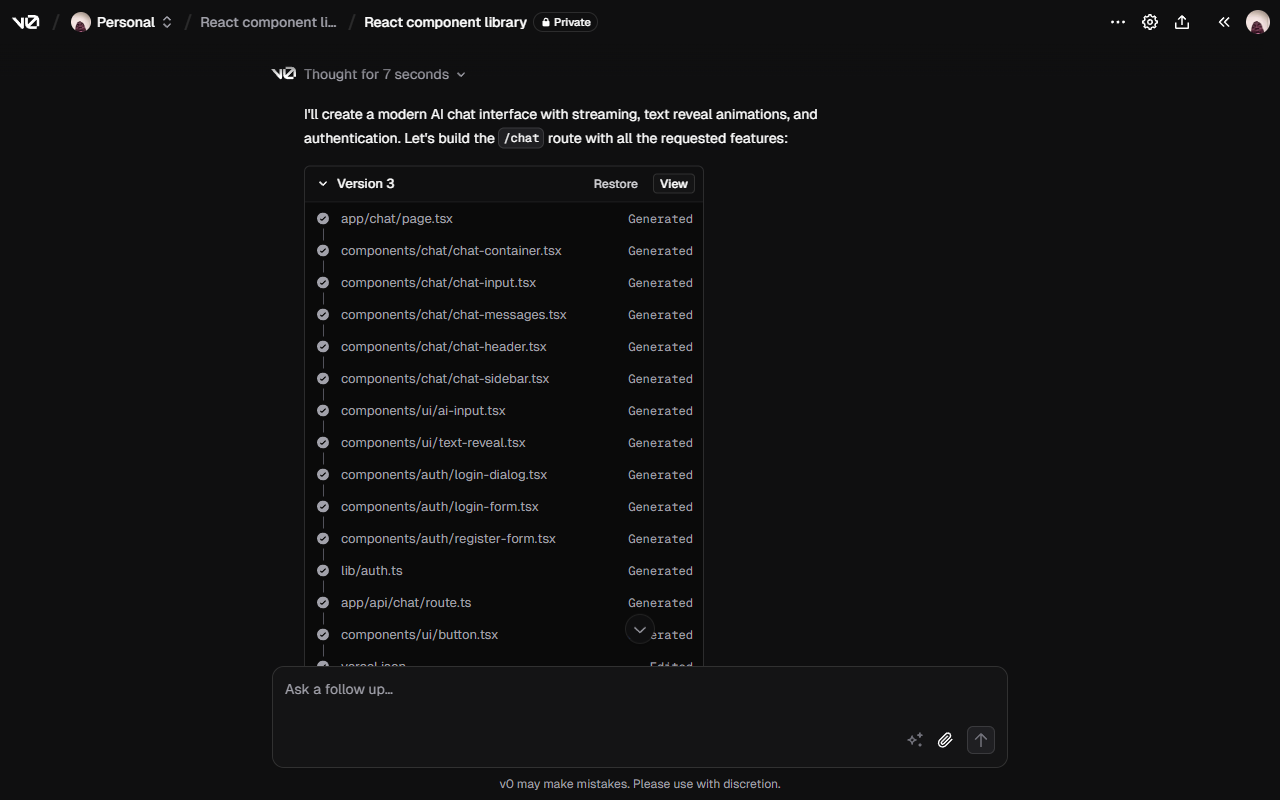 v0 / Personal / React component li... / React component library Private
Thought for 7 seconds
I'll create a modern AI chat interface with streaming, text reveal animations, and
authentication. Let's build the /chat route with all the requested features:
Version 3 Restore View
app/chat/page.tsx Generated
components/chat/chat-container.tsx Generated
components/chat/chat-input.tsx Generated
components/chat/chat-messages.tsx Generated
components/chat/chat-header.tsx Generated
components/chat/chat-sidebar.tsx Generated
components/ui/ai-input.tsx Generated
components/ui/text-reveal.tsx Generated
components/auth/login-dialog.tsx Generated
components/auth/login-form.tsx Generated
components/auth/register-form.tsx Generated
lib/auth.ts Generated
app/api/chat/route.ts Generated
components/ui/button.tsx erated
vercel.json Edited
Ask a follow up...
v0 may make mistakes. Please use with discretion.